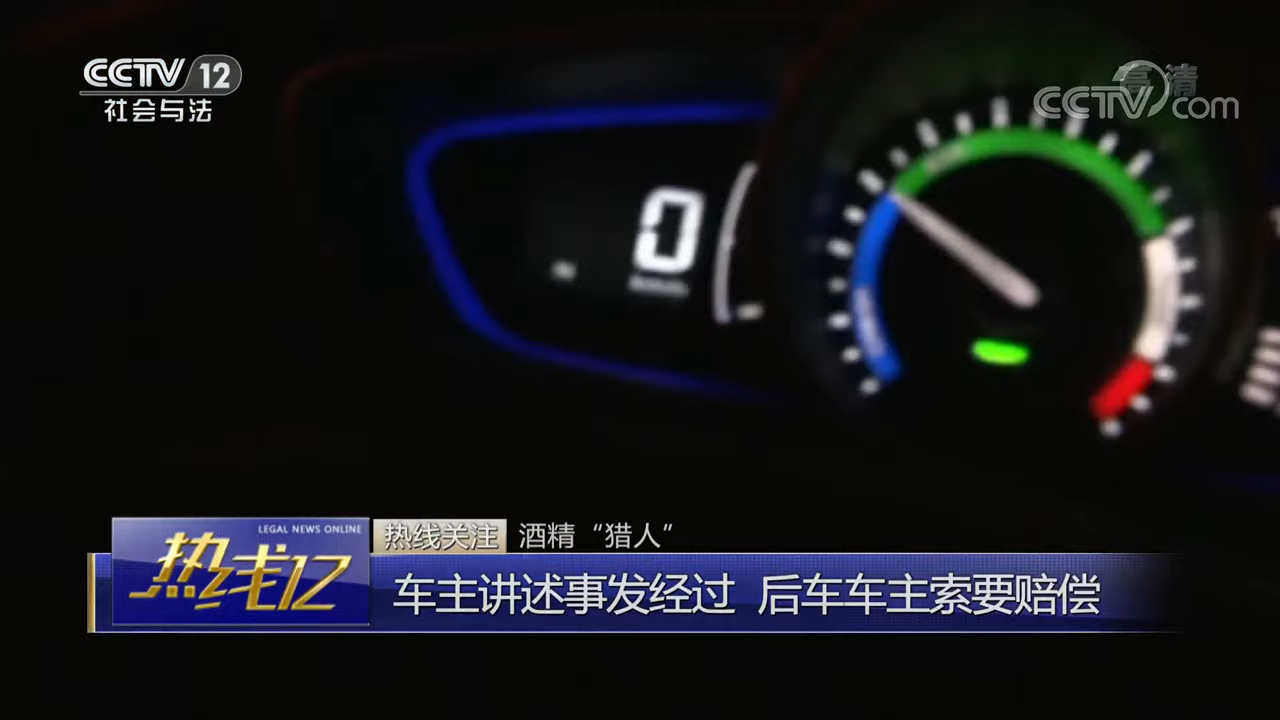 CCTV 12
社会与法
高清
CCTV.com
0
LEGAL NEWS ONLINE
热线12
热线关注 酒精“猎人”
车主讲述事发经过 后车车主索要赔偿